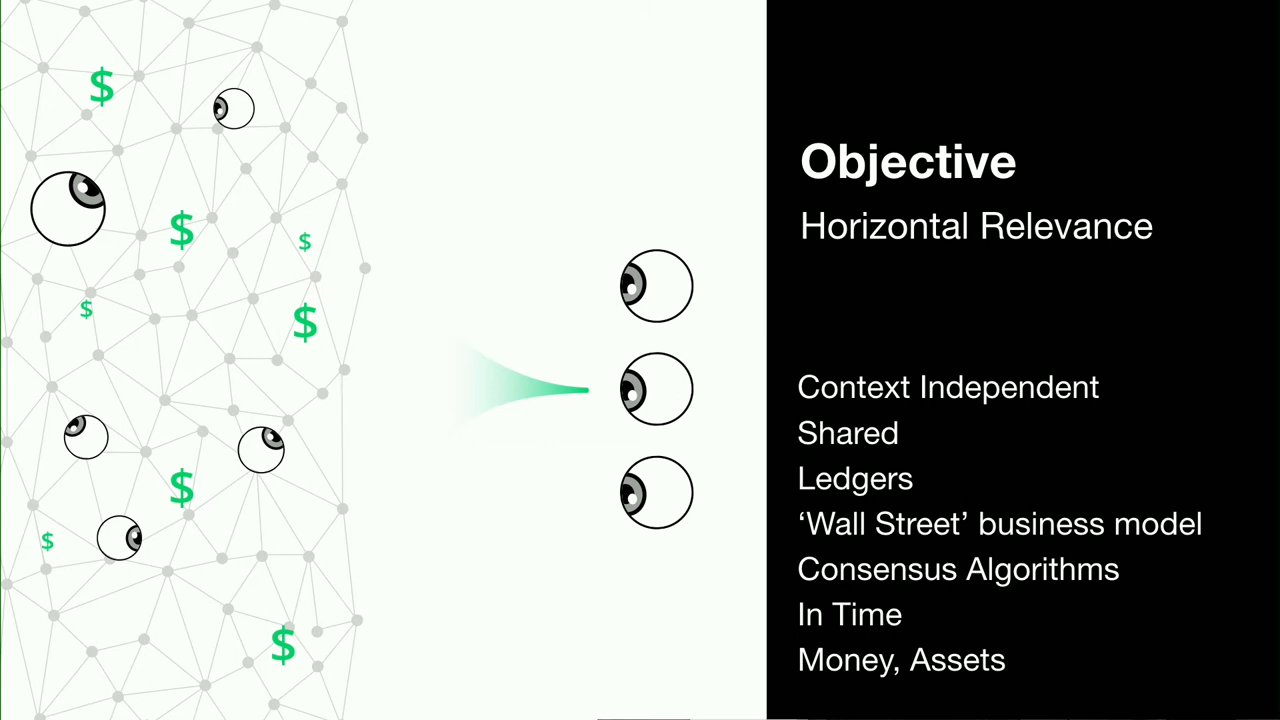 $
$
$
$
$
$
$
$
Objective
Horizontal Relevance
Context Independent
Shared
Ledgers
‘Wall Street’ business model
Consensus Algorithms
In Time
Money, Assets